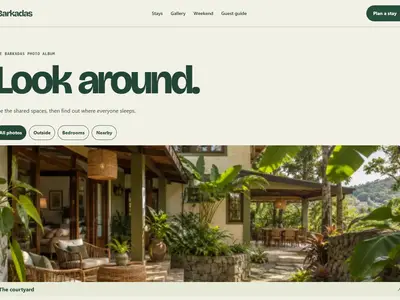 Barkadas
Stays
Gallery
Weekend
Guest guide
Plan a stay
BARKADAS PHOTO ALBUM
Look around.
the shared spaces, then find out where everyone sleeps.
All photos
Outside
Bedrooms
Nearby
The courtyard